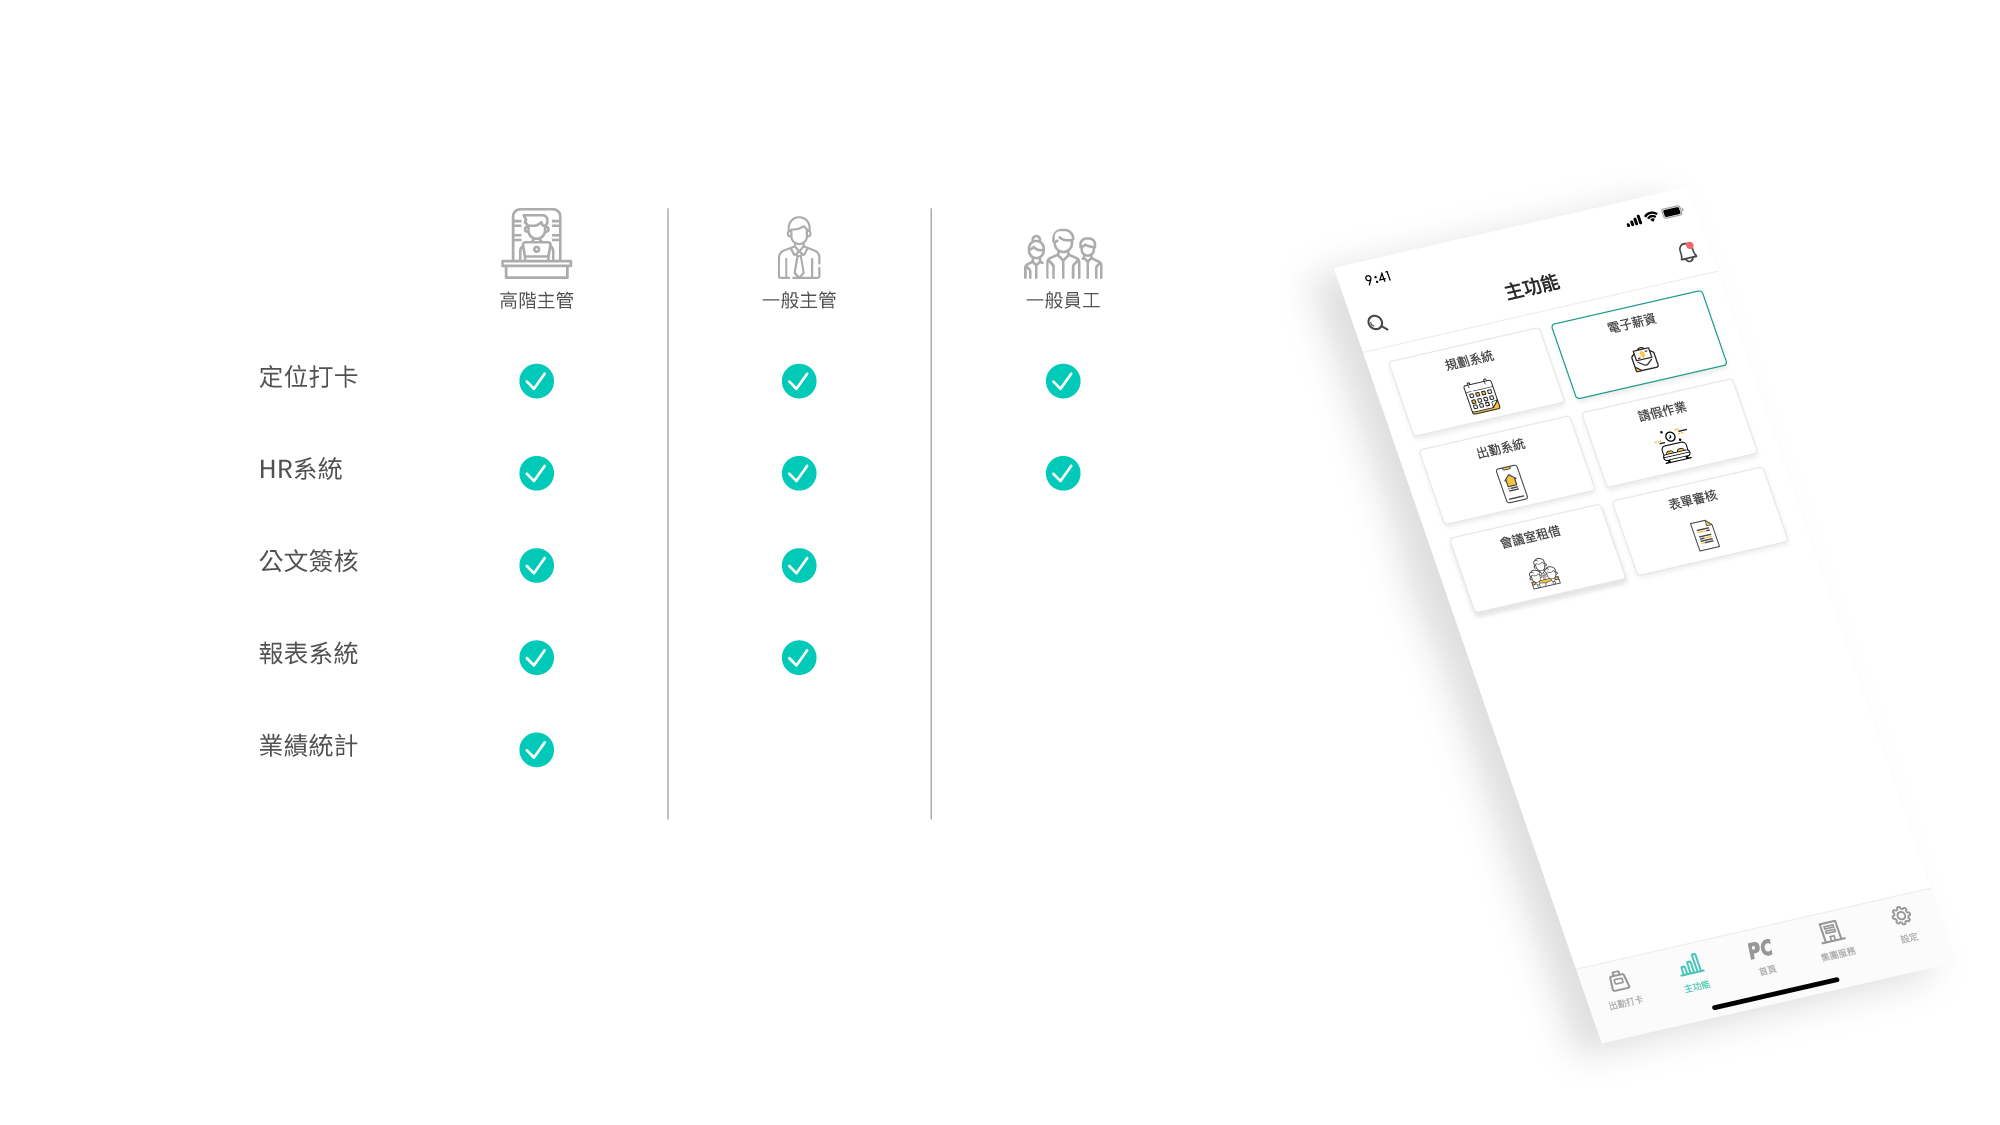 高階主管
一般主管
一般員工
定位打卡
HR系統
公文簽核
報表系統
業績統計
9:41
主功能
規劃系統
電子薪資
出勤系統
請假作業
會議室租借
表單審核
出勤打卡
主功能
PC
首頁
集團服務
設定